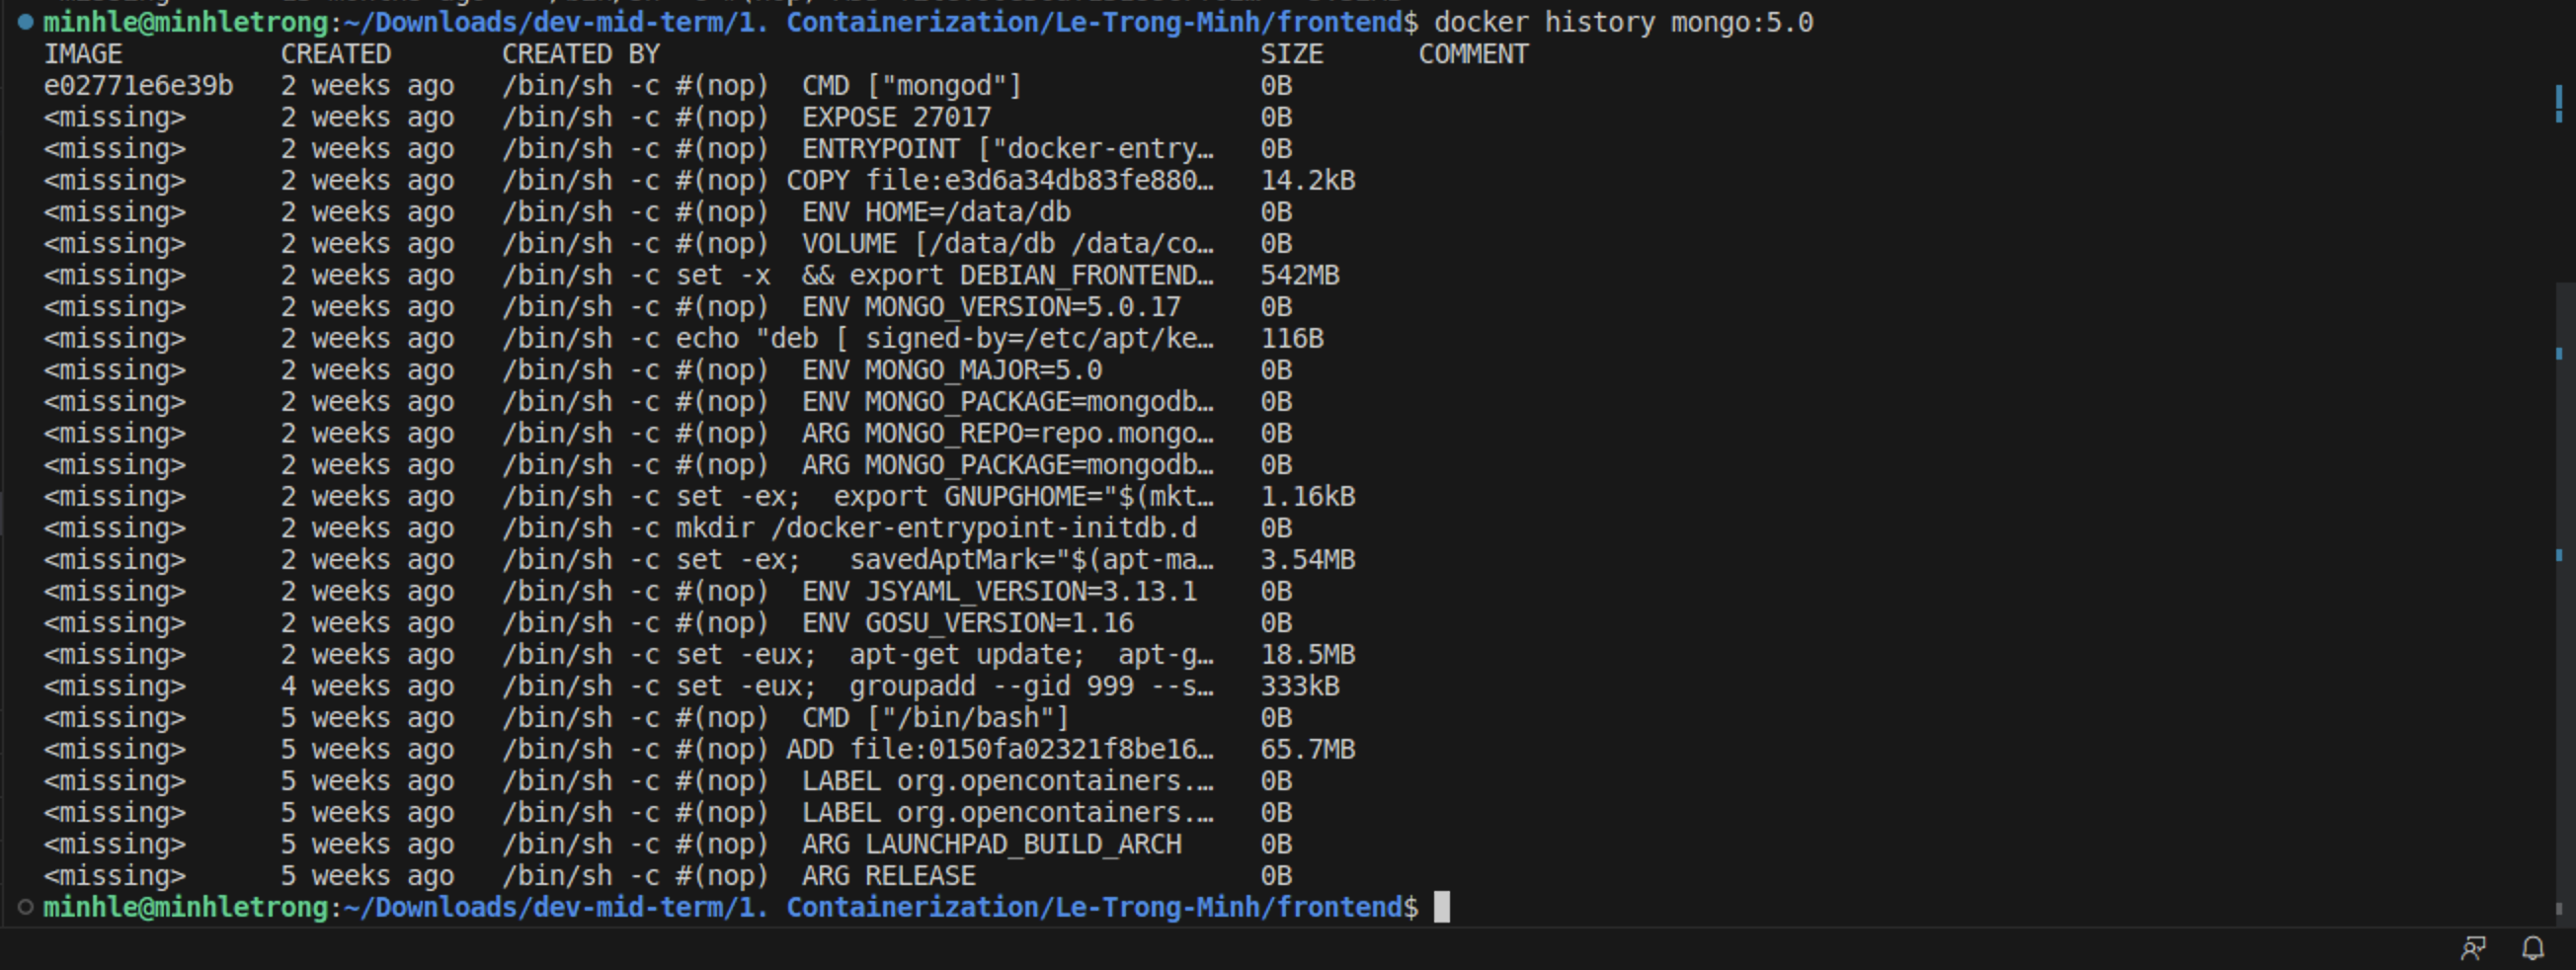 minhle@minhletrong:~/Downloads/dev-mid-term/1. Containerization/Le-Trong-Minh/frontend$ docker history mongo:5.0
IMAGE          CREATED       CREATED BY                                      SIZE      COMMENT
e02771e6e39b   2 weeks ago   /bin/sh -c #(nop)  CMD ["mongod"]               0B
<missing>      2 weeks ago   /bin/sh -c #(nop)  EXPOSE 27017                 0B
<missing>      2 weeks ago   /bin/sh -c #(nop)  ENTRYPOINT ["docker-entry…   0B
<missing>      2 weeks ago   /bin/sh -c #(nop) COPY file:e3d6a34db83fe880…   14.2kB
<missing>      2 weeks ago   /bin/sh -c #(nop)  ENV HOME=/data/db            0B
<missing>      2 weeks ago   /bin/sh -c #(nop)  VOLUME [/data/db /data/co…   0B
<missing>      2 weeks ago   /bin/sh -c set -x  && export DEBIAN_FRONTEND…   542MB
<missing>      2 weeks ago   /bin/sh -c #(nop)  ENV MONGO_VERSION=5.0.17     0B
<missing>      2 weeks ago   /bin/sh -c echo "deb [ signed-by=/etc/apt/ke…   116B
<missing>      2 weeks ago   /bin/sh -c #(nop)  ENV MONGO_MAJOR=5.0          0B
<missing>      2 weeks ago   /bin/sh -c #(nop)  ENV MONGO_PACKAGE=mongodb…   0B
<missing>      2 weeks ago   /bin/sh -c #(nop)  ARG MONGO_REPO=repo.mongo…   0B
<missing>      2 weeks ago   /bin/sh -c #(nop)  ARG MONGO_PACKAGE=mongodb…   0B
<missing>      2 weeks ago   /bin/sh -c set -ex;  export GNUPGHOME="$(mkt…   1.16kB
<missing>      2 weeks ago   /bin/sh -c mkdir /docker-entrypoint-initdb.d    0B
<missing>      2 weeks ago   /bin/sh -c set -ex;   savedAptMark="$(apt-ma…   3.54MB
<missing>      2 weeks ago   /bin/sh -c #(nop)  ENV JSYAML_VERSION=3.13.1    0B
<missing>      2 weeks ago   /bin/sh -c #(nop)  ENV GOSU_VERSION=1.16        0B
<missing>      2 weeks ago   /bin/sh -c set -eux;  apt-get update;  apt-g…   18.5MB
<missing>      4 weeks ago   /bin/sh -c set -eux;  groupadd --gid 999 --s…   333kB
<missing>      5 weeks ago   /bin/sh -c #(nop)  CMD ["/bin/bash"]            0B
<missing>      5 weeks ago   /bin/sh -c #(nop) ADD file:0150fa02321f8be16…   65.7MB
<missing>      5 weeks ago   /bin/sh -c #(nop)  LABEL org.opencontainers.…   0B
<missing>      5 weeks ago   /bin/sh -c #(nop)  LABEL org.opencontainers.…   0B
<missing>      5 weeks ago   /bin/sh -c #(nop)  ARG LAUNCHPAD_BUILD_ARCH     0B
<missing>      5 weeks ago   /bin/sh -c #(nop)  ARG RELEASE                  0B
minhle@minhletrong:~/Downloads/dev-mid-term/1. Containerization/Le-Trong-Minh/frontend$